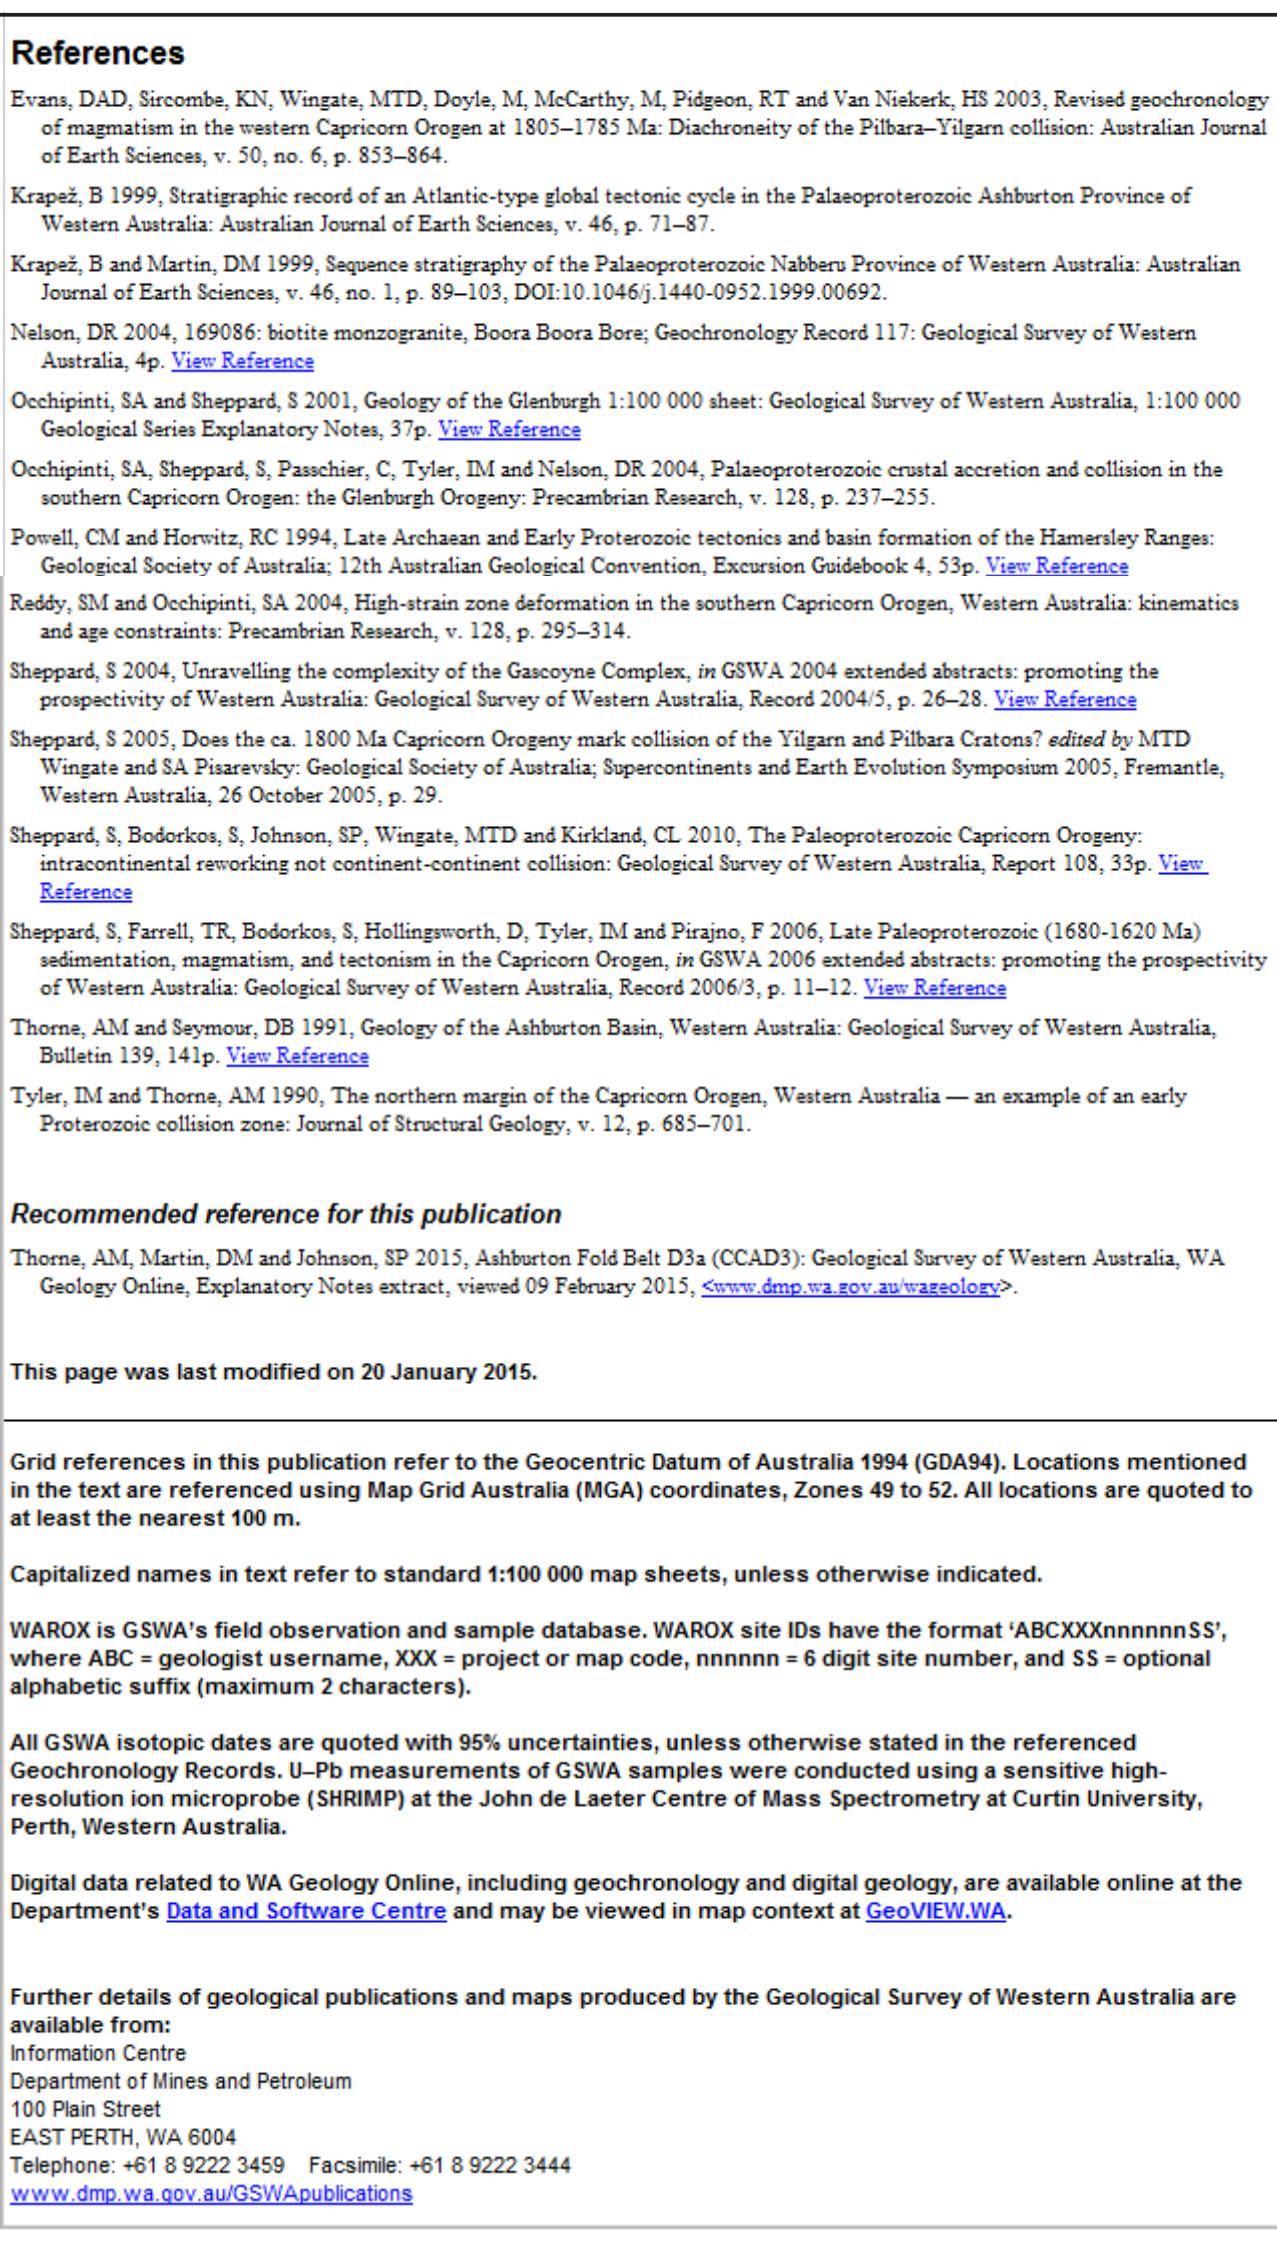 References
Evans, DAD, Sircombe, KN, Wingate, MTD, Doyle, M, McCarthy, M, Pidgeon, RT and Van Niekerk, HS 2003, Revised geochronology
of magmatism in the western Capricorn Orogen at 1805–1785 Ma: Diachroneity of the Pilbara–Yilgarn collision: Australian Journal
of Earth Sciences, v. 50, no. 6, p. 853–864.
Krapež, B 1999, Stratigraphic record of an Atlantic-type global tectonic cycle in the Palaeoproterozoic Ashburton Province of
Western Australia: Australian Journal of Earth Sciences, v. 46, p. 71–87.
Krapež, B and Martin, DM 1999, Sequence stratigraphy of the Palaeoproterozoic Nabberu Province of Western Australia: Australian
Journal of Earth Sciences, v. 46, no. 1, p. 89–103, DOI:10.1046/j.1440-0952.1999.00692.
Nelson, DR 2004, 169086: biotite monzogranite, Boora Boora Bore; Geochronology Record 117: Geological Survey of Western
Australia, 4p. View Reference
Occhipinti, SA and Sheppard, S 2001, Geology of the Glenburgh 1:100 000 sheet: Geological Survey of Western Australia, 1:100 000
Geological Series Explanatory Notes, 37p. View Reference
Occhipinti, SA, Sheppard, S, Passchier, C, Tyler, IM and Nelson, DR 2004, Palaeoproterozoic crustal accretion and collision in the
southern Capricorn Orogen: the Glenburgh Orogeny: Precambrian Research, v. 128, p. 237–255.
Powell, CM and Horwitz, RC 1994, Late Archaean and Early Proterozoic tectonics and basin formation of the Hamersley Ranges:
Geological Society of Australia; 12th Australian Geological Convention, Excursion Guidebook 4, 53p. View Reference
Reddy, SM and Occhipinti, SA 2004, High-strain zone deformation in the southern Capricorn Orogen, Western Australia: kinematics
and age constraints: Precambrian Research, v. 128, p. 295–314.
Sheppard, S 2004, Unravelling the complexity of the Gascoyne Complex, in GSWA 2004 extended abstracts: promoting the
prospectivity of Western Australia: Geological Survey of Western Australia, Record 2004/5, p. 26–28. View Reference
Sheppard, S 2005, Does the ca. 1800 Ma Capricorn Orogeny mark collision of the Yilgarn and Pilbara Cratons? edited by MTD
Wingate and SA Pisarevsky: Geological Society of Australia; Supercontinents and Earth Evolution Symposium 2005, Fremantle,
Western Australia, 26 October 2005, p. 29.
Sheppard, S, Bodorkos, S, Johnson, SP, Wingate, MTD and Kirkland, CL 2010, The Paleoproterozoic Capricorn Orogeny:
intracontinental reworking not continent-continent collision: Geological Survey of Western Australia, Report 108, 33p. View
Reference
Sheppard, S, Farrell, TR, Bodorkos, S, Hollingsworth, D, Tyler, IM and Pirajno, F 2006, Late Paleoproterozoic (1680-1620 Ma)
sedimentation, magmatism, and tectonism in the Capricorn Orogen, in GSWA 2006 extended abstracts: promoting the prospectivity
of Western Australia: Geological Survey of Western Australia, Record 2006/3, p. 11–12. View Reference
Thorne, AM and Seymour, DB 1991, Geology of the Ashburton Basin, Western Australia: Geological Survey of Western Australia,
Bulletin 139, 141p. View Reference
Tyler, IM and Thorne, AM 1990, The northern margin of the Capricorn Orogen, Western Australia — an example of an early
Proterozoic collision zone: Journal of Structural Geology, v. 12, p. 685–701.
Recommended reference for this publication
Thorne, AM, Martin, DM and Johnson, SP 2015, Ashburton Fold Belt D3a (CCAD3): Geological Survey of Western Australia, WA
Geology Online, Explanatory Notes extract, viewed 09 February 2015, <www.dmp.wa.gov.au/wageology>.
This page was last modified on 20 January 2015.
Grid references in this publication refer to the Geocentric Datum of Australia 1994 (GDA94). Locations mentioned
in the text are referenced using Map Grid Australia (MGA) coordinates, Zones 49 to 52. All locations are quoted to
at least the nearest 100 m.
Capitalized names in text refer to standard 1:100 000 map sheets, unless otherwise indicated.
WAROX is GSWA's field observation and sample database. WAROX site IDs have the format ‘ABCXXXnnnnnnSS’,
where ABC = geologist username, XXX = project or map code, nnnnnn = 6 digit site number, and SS = optional
alphabetic suffix (maximum 2 characters).
All GSWA isotopic dates are quoted with 95% uncertainties, unless otherwise stated in the referenced
Geochronology Records. U–Pb measurements of GSWA samples were conducted using a sensitive high-
resolution ion microprobe (SHRIMP) at the John de Laeter Centre of Mass Spectrometry at Curtin University,
Perth, Western Australia.
Digital data related to WA Geology Online, including geochronology and digital geology, are available online at the
Department's Data and Software Centre and may be viewed in map context at GeoVIEW.WA.
Further details of geological publications and maps produced by the Geological Survey of Western Australia are
available from:
Information Centre
Department of Mines and Petroleum
100 Plain Street
EAST PERTH, WA 6004
Telephone: +61 8 9222 3459 Facsimile: +61 8 9222 3444
www.dmp.wa.gov.au/GSWApublications